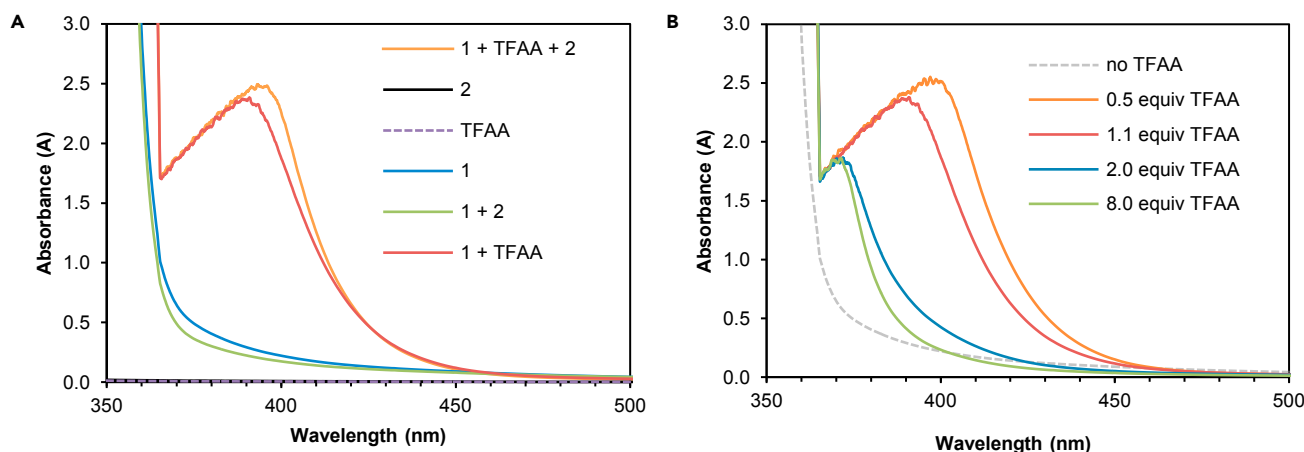 A
Absorbance (A)
3.0
2.5
2.0
1.5
1.0
0.5
0.0
350
400
450
500
Wavelength (nm)
1 + TFAA + 2
2
TFAA
1
1 + 2
1 + TFAA
B
Absorbance (A)
3.0
2.5
2.0
1.5
1.0
0.5
0.0
350
400
450
500
Wavelength (nm)
no TFAA
0.5 equiv TFAA
1.1 equiv TFAA
2.0 equiv TFAA
8.0 equiv TFAA